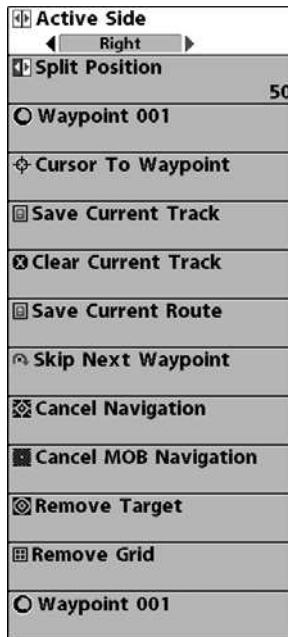 Active Side
Right
Split Position
50
Waypoint 001
Cursor To Waypoint
Save Current Track
Clear Current Track
Save Current Route
Skip Next Waypoint
Cancel Navigation
Cancel MOB Navigation
Remove Target
Remove Grid
Waypoint 001